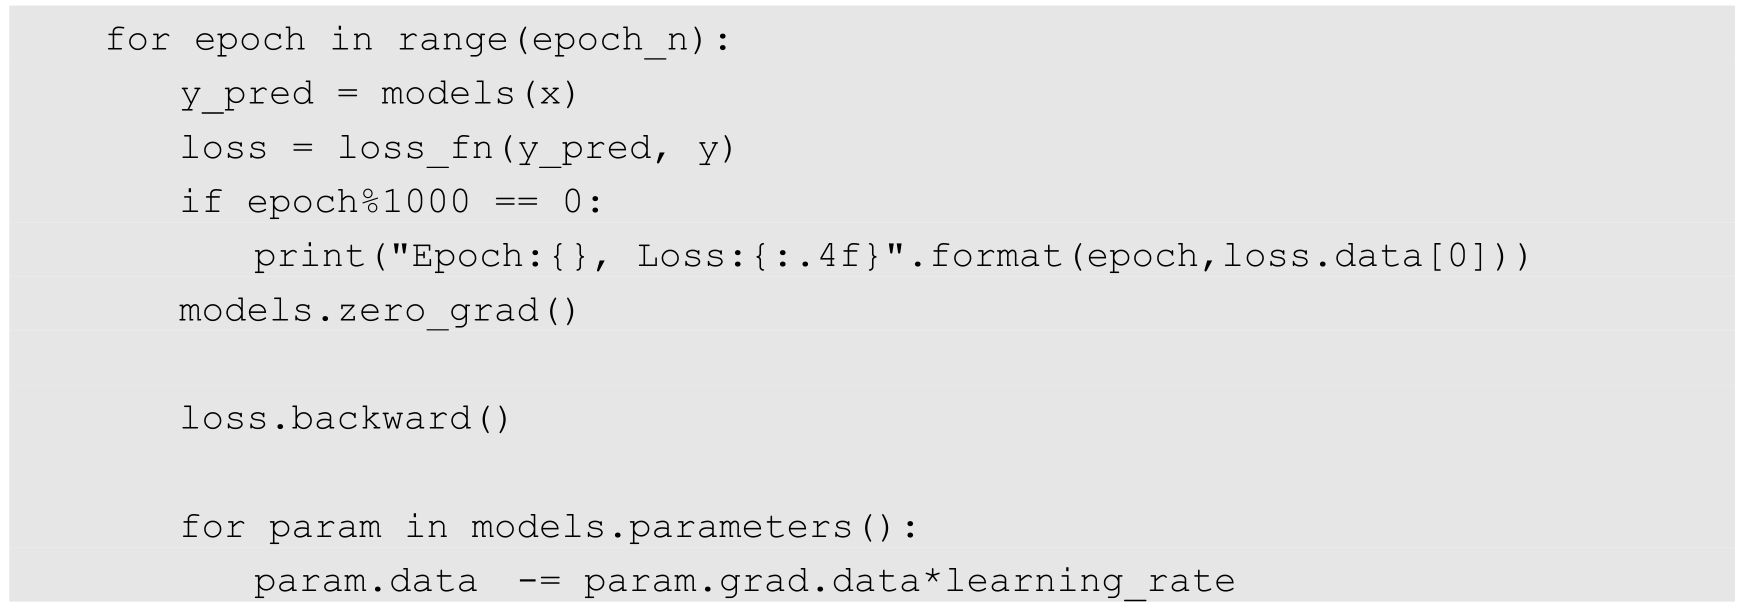 for epoch in range(epoch_n):
    y_pred = models(x)
    loss = loss_fn(y_pred, y)
    if epoch%1000 == 0:
        print("Epoch:{}, Loss:{:.4f}".format(epoch,loss.data[0]))
    models.zero_grad()

    loss.backward()

    for param in models.parameters():
        param.data -= param.grad.data*learning_rate